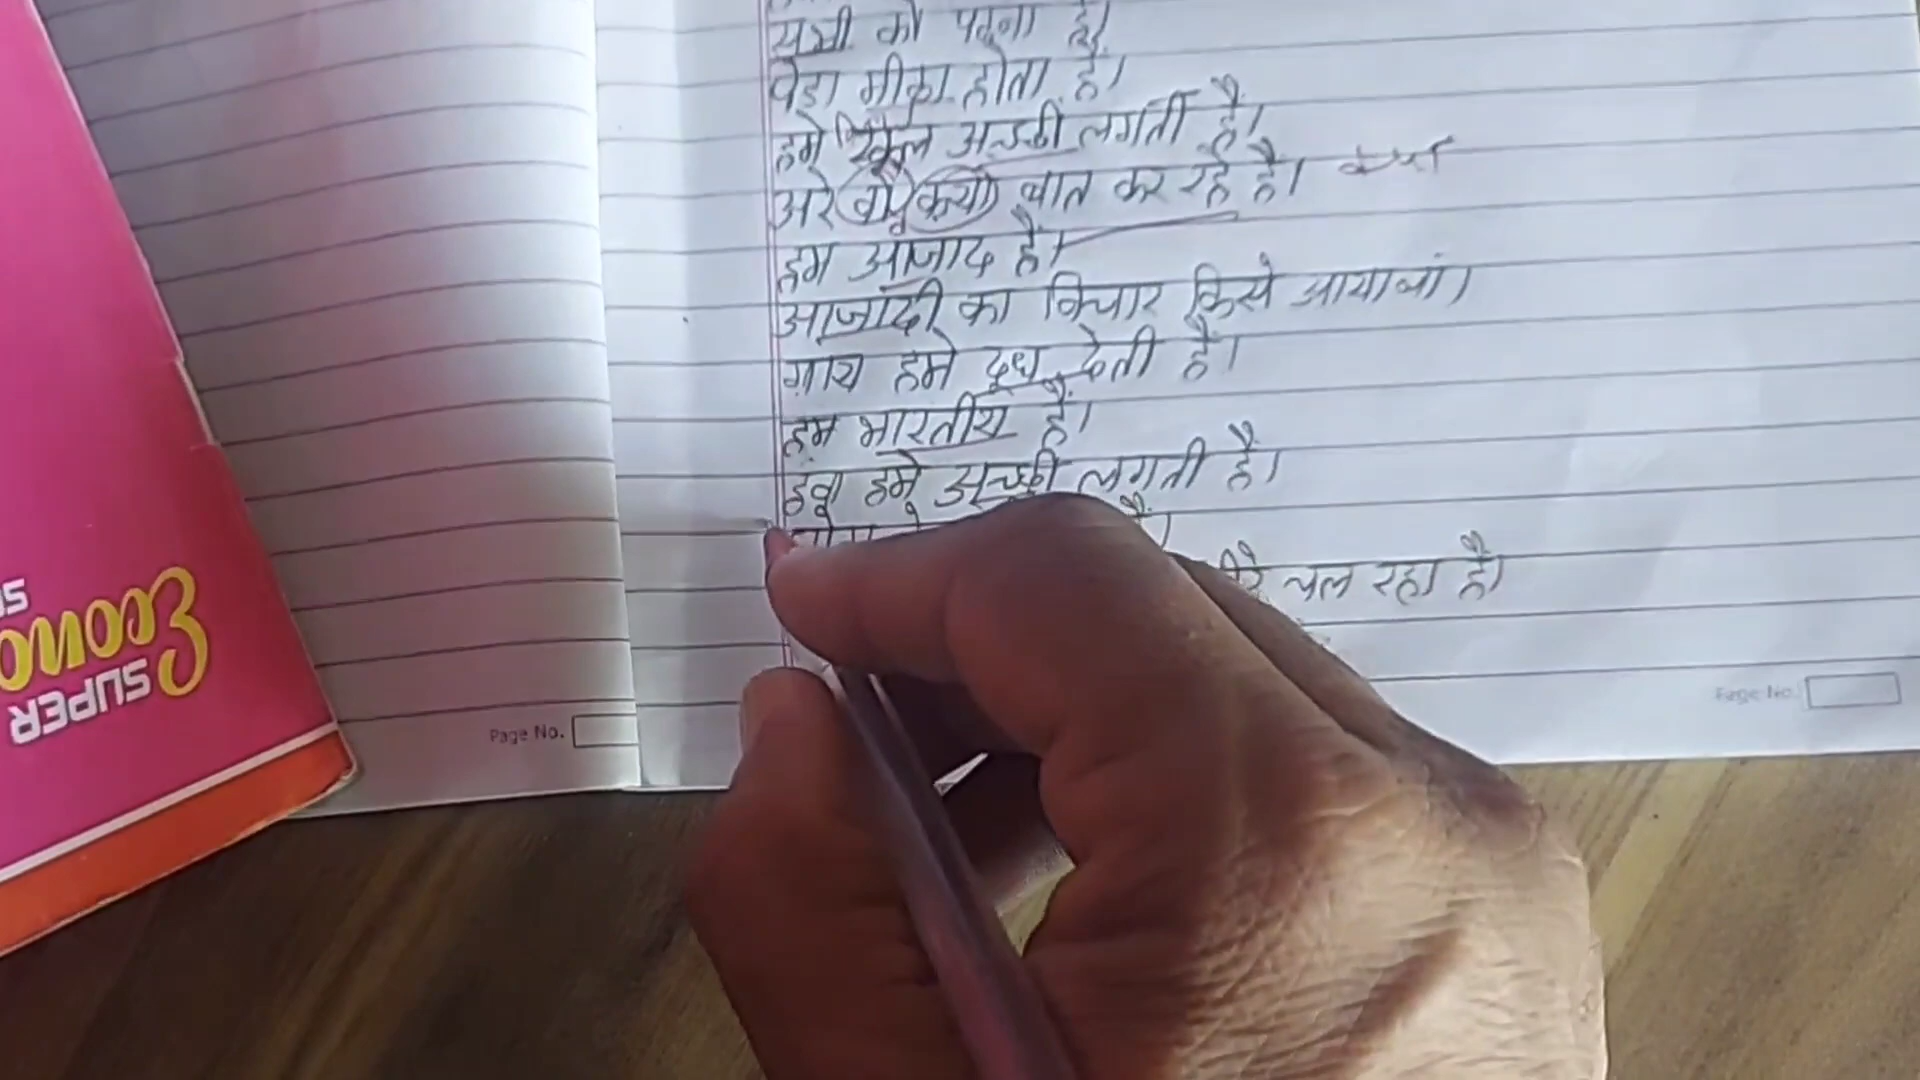 सभी को पढ़ना है।
पेडा मीठा होता है।
हमे खेल अच्छी लगती है।
अरे वो क्यो बात कर रहे है।
हम आज़ाद है।
आज़ादी का विचार किसे आया
गाय हमे दूध देती है।
हम भारतीय हैं।
हवा हमे अच्छी लगती है।
है।
चल रहा है।
Page No.
Page No.
SUPER
Econo